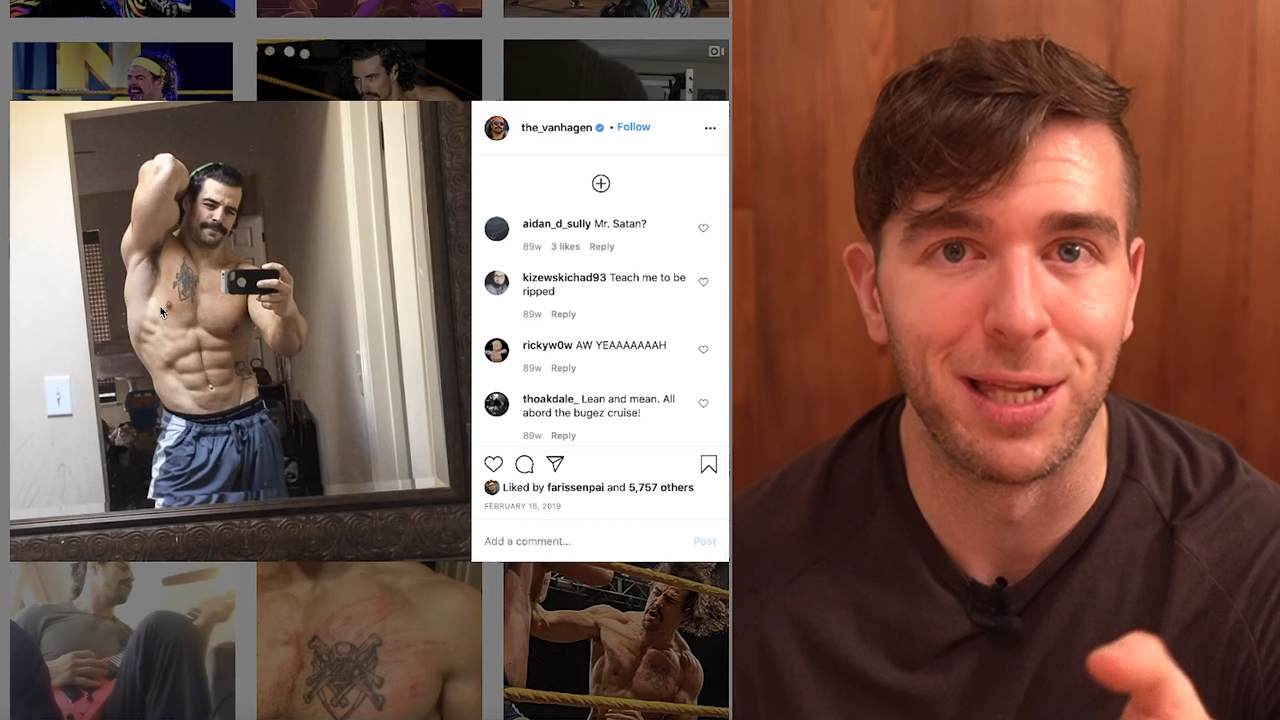 the_vanhagen • Follow
aidan_d_sully Mr. Satan?
89w 3 likes Reply
kizewskichad93 Teach me to be
ripped
89w Reply
rickyw0w AW YEAAAAAAH
89w Reply
thoakdale_ Lean and mean. All
abord the bugez cruise!
89w Reply
Liked by farissenpai and 5,757 others
FEBRUARY 16, 2019
Add a comment... Post